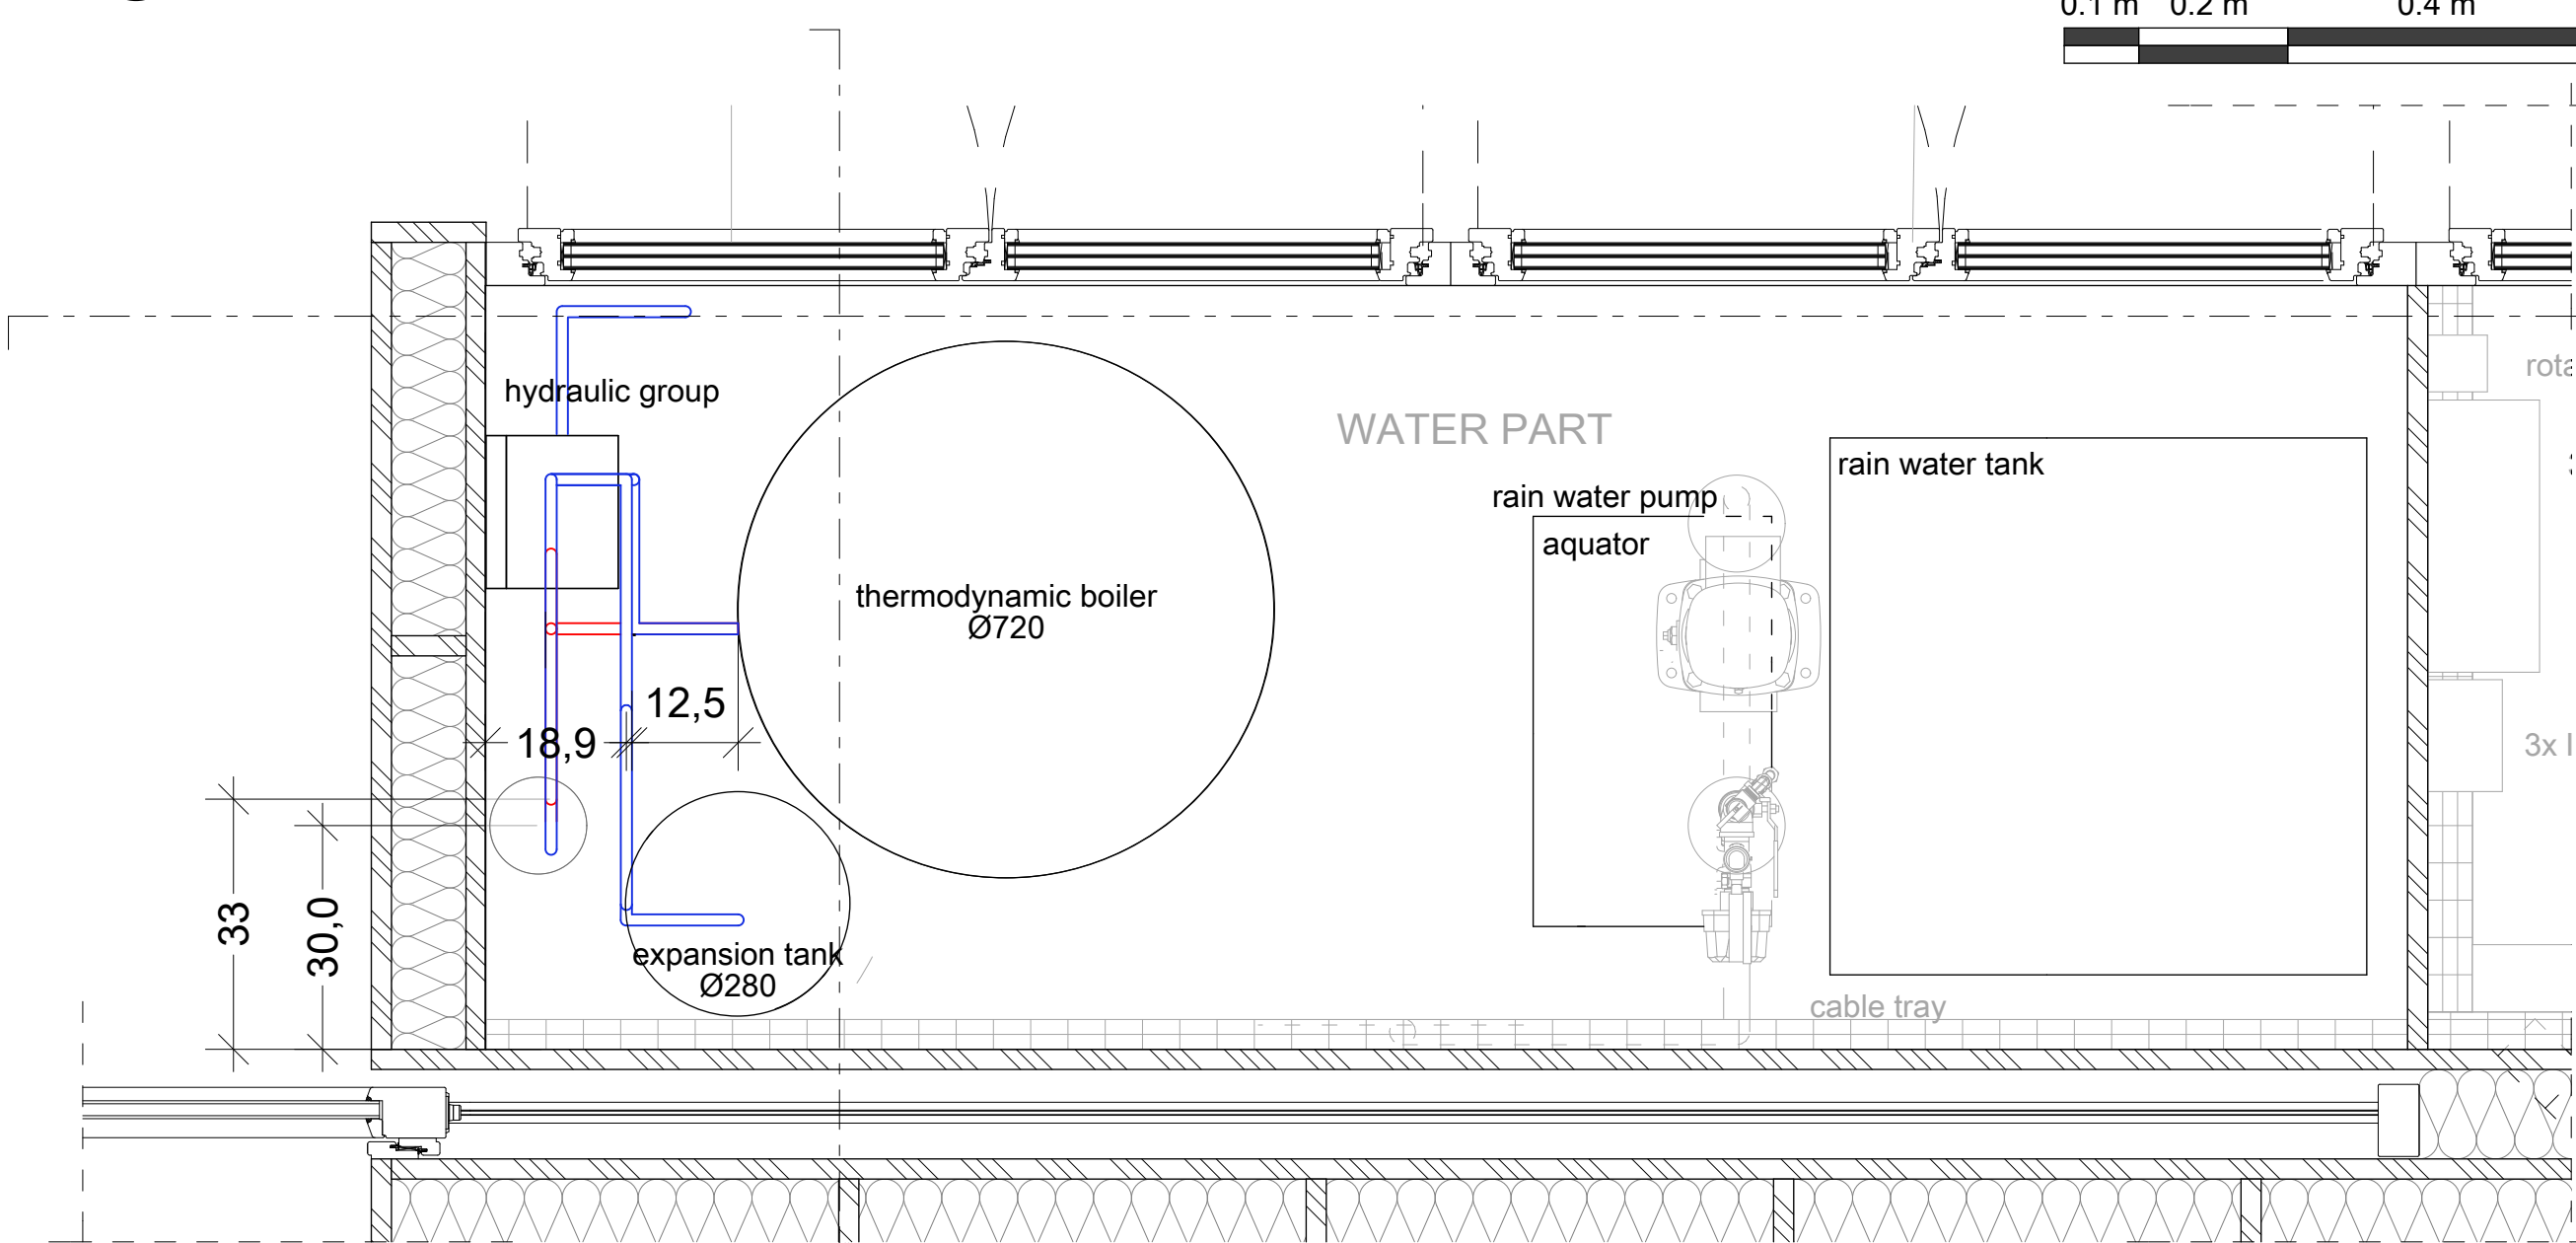 0.1 m 0.2 m 0.4 m
hydraulic group
WATER PART
rain water tank
rain water pump
aquator
thermodynamic boiler
Ø720
12,5
18,9
33
30,0
expansion tank
Ø280
cable tray
3x